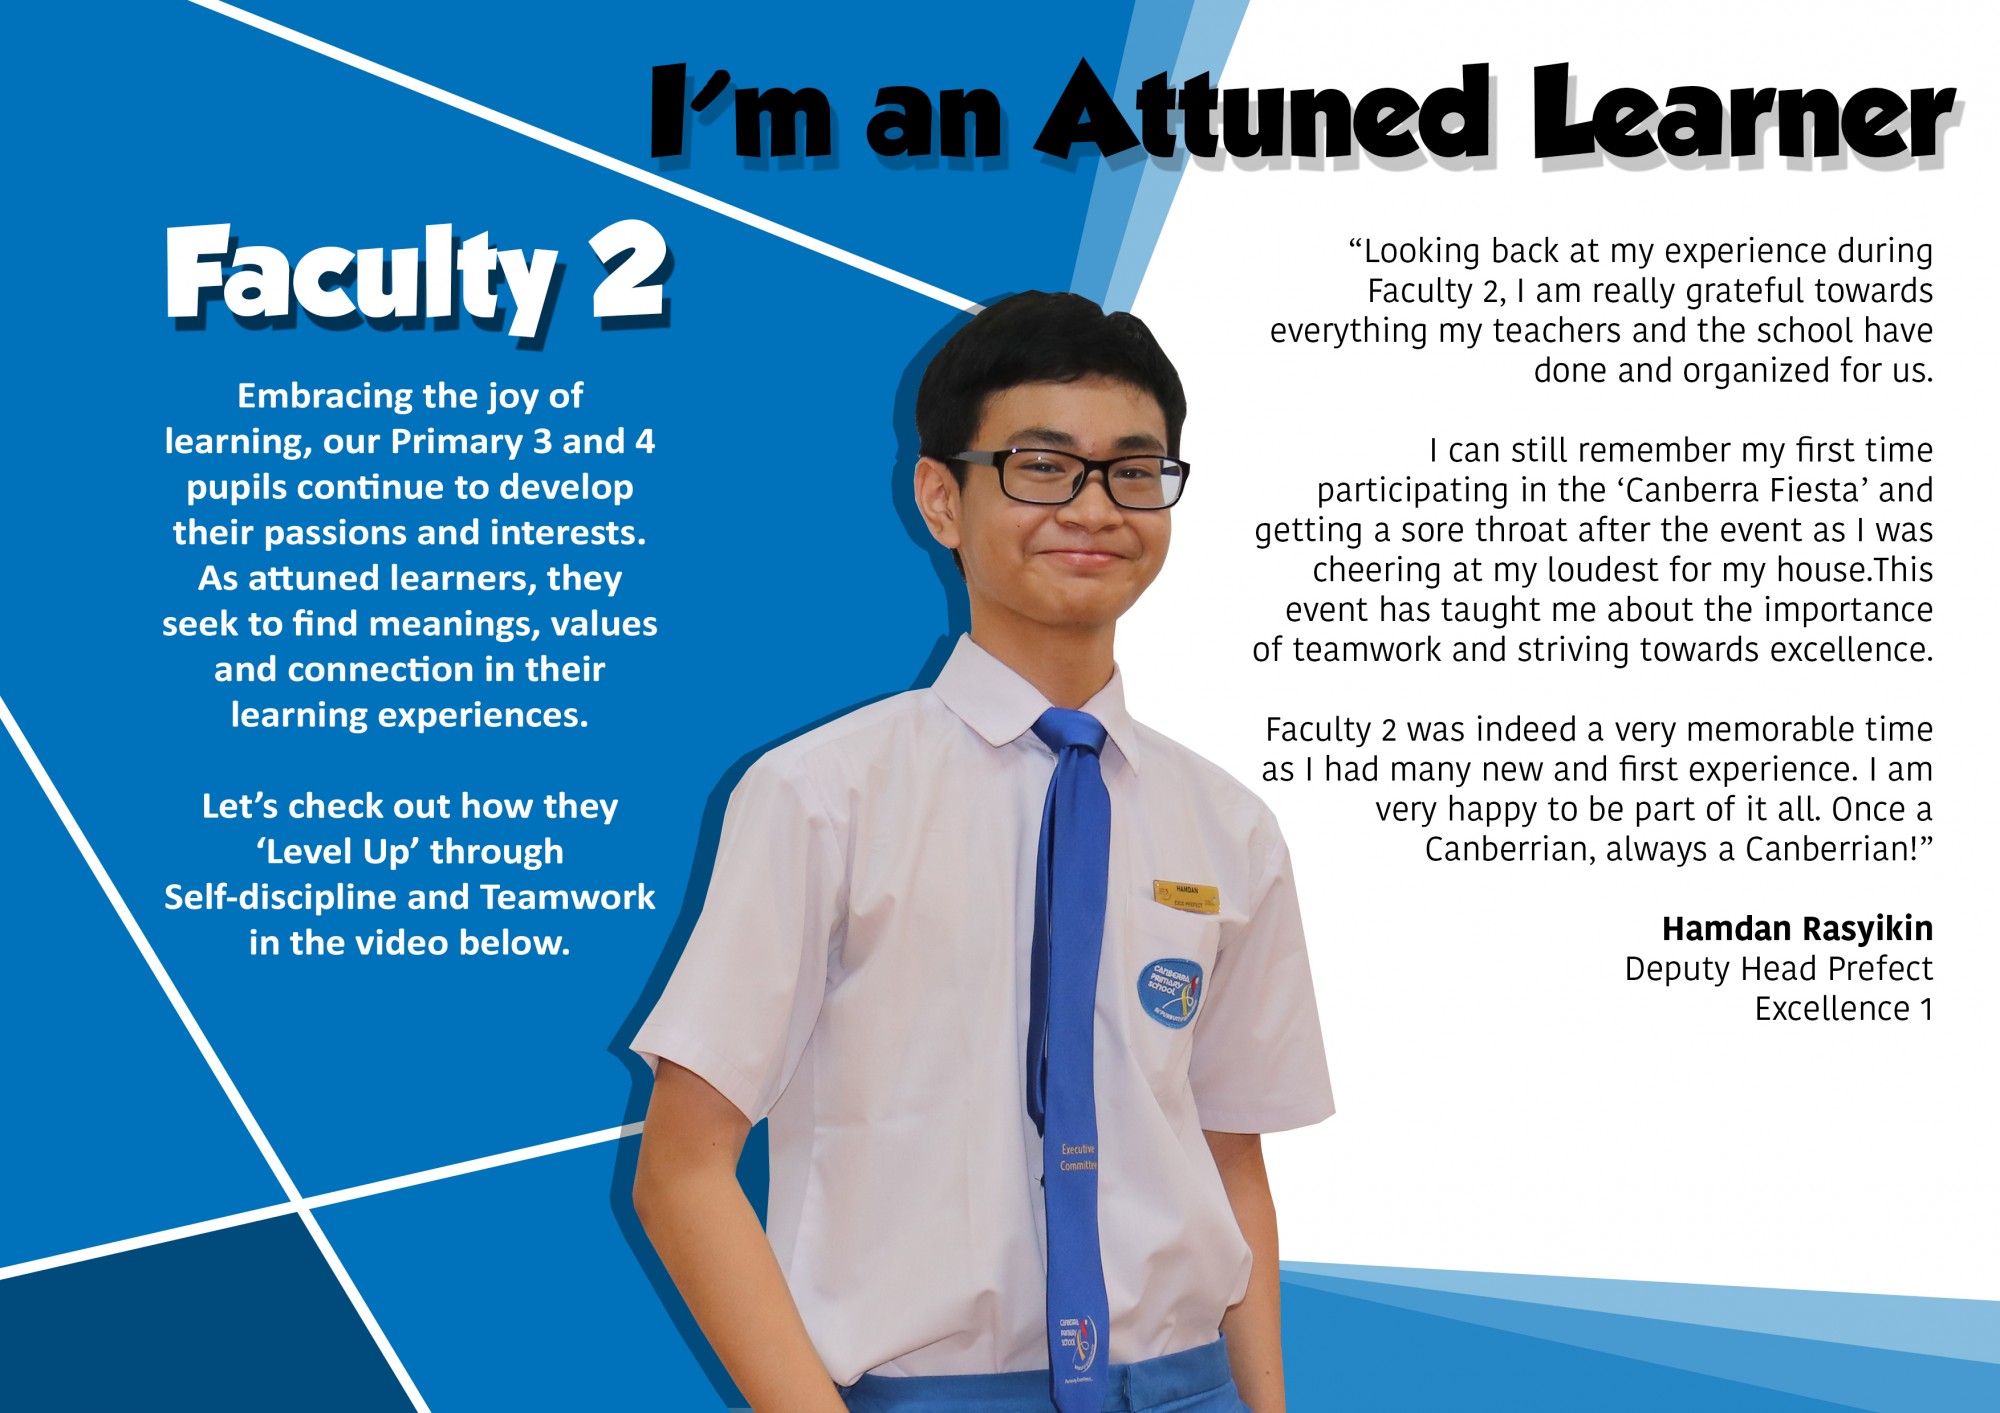 I'm an Attuned Learner
Faculty 2
Embracing the joy of
learning, our Primary 3 and 4
pupils continue to develop
their passions and interests.
As attuned learners, they
seek to find meanings, values
and connection in their
learning experiences.
Let's check out how they
‘Level Up’ through
Self-discipline and Teamwork
in the video below.
“Looking back at my experience during
Faculty 2, I am really grateful towards
everything my teachers and the school have
done and organized for us.
I can still remember my first time
participating in the ‘Canberra Fiesta’ and
getting a sore throat after the event as I was
cheering at my loudest for my house.This
event has taught me about the importance
of teamwork and striving towards excellence.
Faculty 2 was indeed a very memorable time
as I had many new and first experience. I am
very happy to be part of it all. Once a
Canberrian, always a Canberrian!”
Hamdan Rasyikin
Deputy Head Prefect
Excellence 1
HAMDAN
CANBERRA
PRIMARY
SCHOOL
Executive
Committee
CANBERRA
PRIMARY
SCHOOL